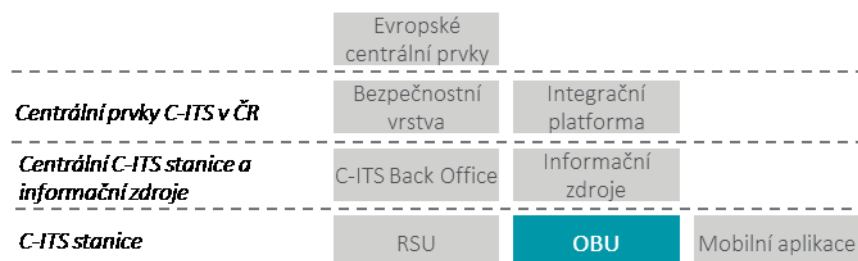 Evropské
centrální prvky
Centrální prvky C-ITS v ČR
Bezpečnostní
vrstva
Integrační
platforma
Centrální C-ITS stanice a
informační zdroje
C-ITS Back Office
Informační
zdroje
C-ITS stanice
RSU
OBU
Mobilní aplikace